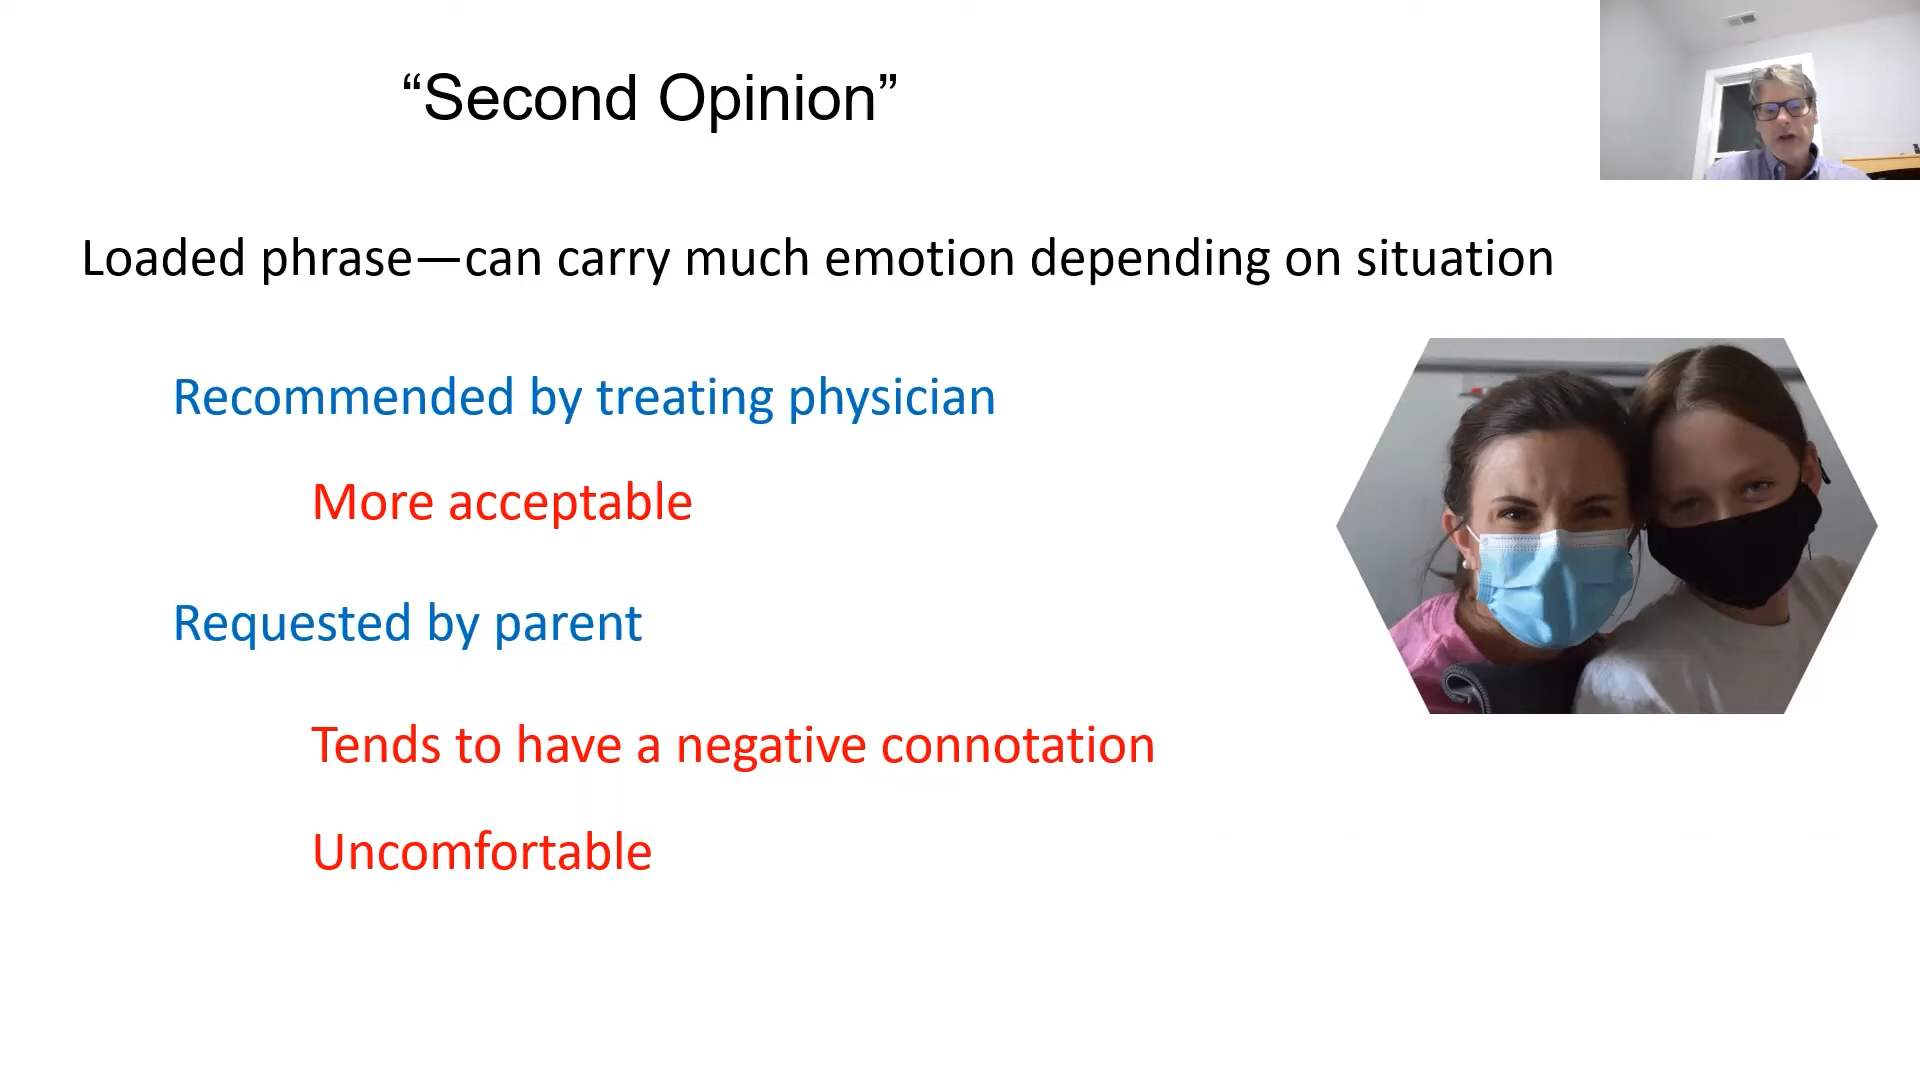 “Second Opinion”
Loaded phrase—can carry much emotion depending on situation
Recommended by treating physician
More acceptable
Requested by parent
Tends to have a negative connotation
Uncomfortable